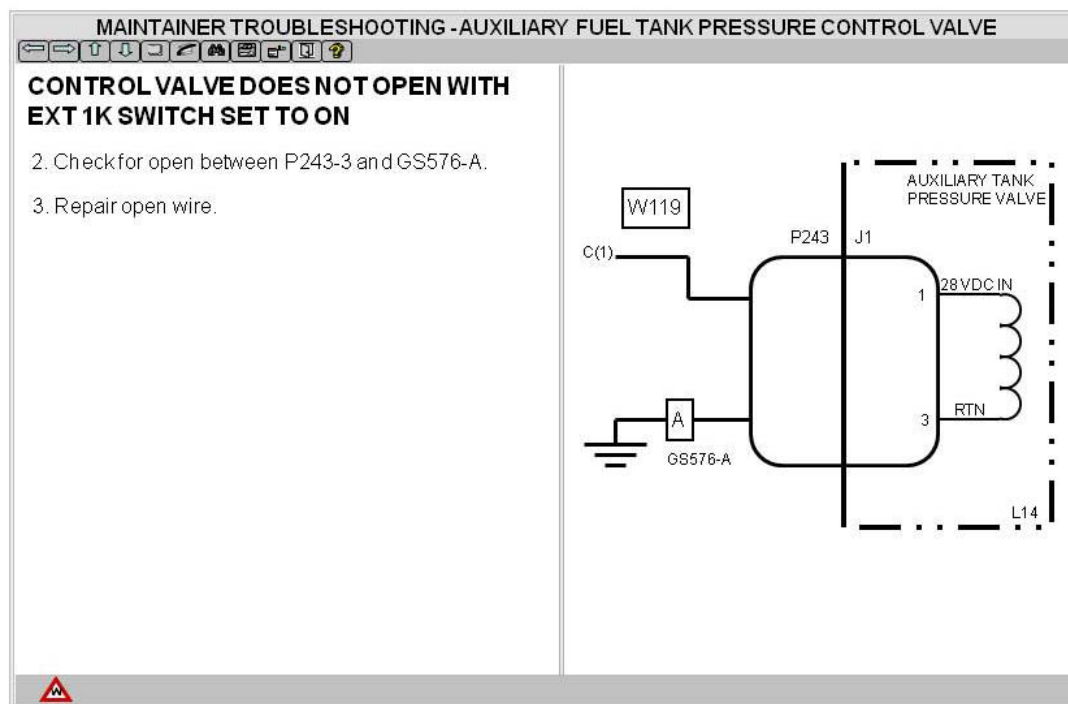 MAINTAINER TROUBLESHOOTING -AUXILIARY FUEL TANK PRESSURE CONTROL VALVE
?
CONTROL VALVE DOES NOT OPEN WITH
EXT 1K SWITCH SET TO ON
2. Check for open between P243-3 and GS576-A.
3. Repair open wire.
AUXILIARY TANK
PRESSURE VALVE
W119
P243
J1
C(1)
28 VDC IN
1
A
RTN
3
GS576-A
L14
W